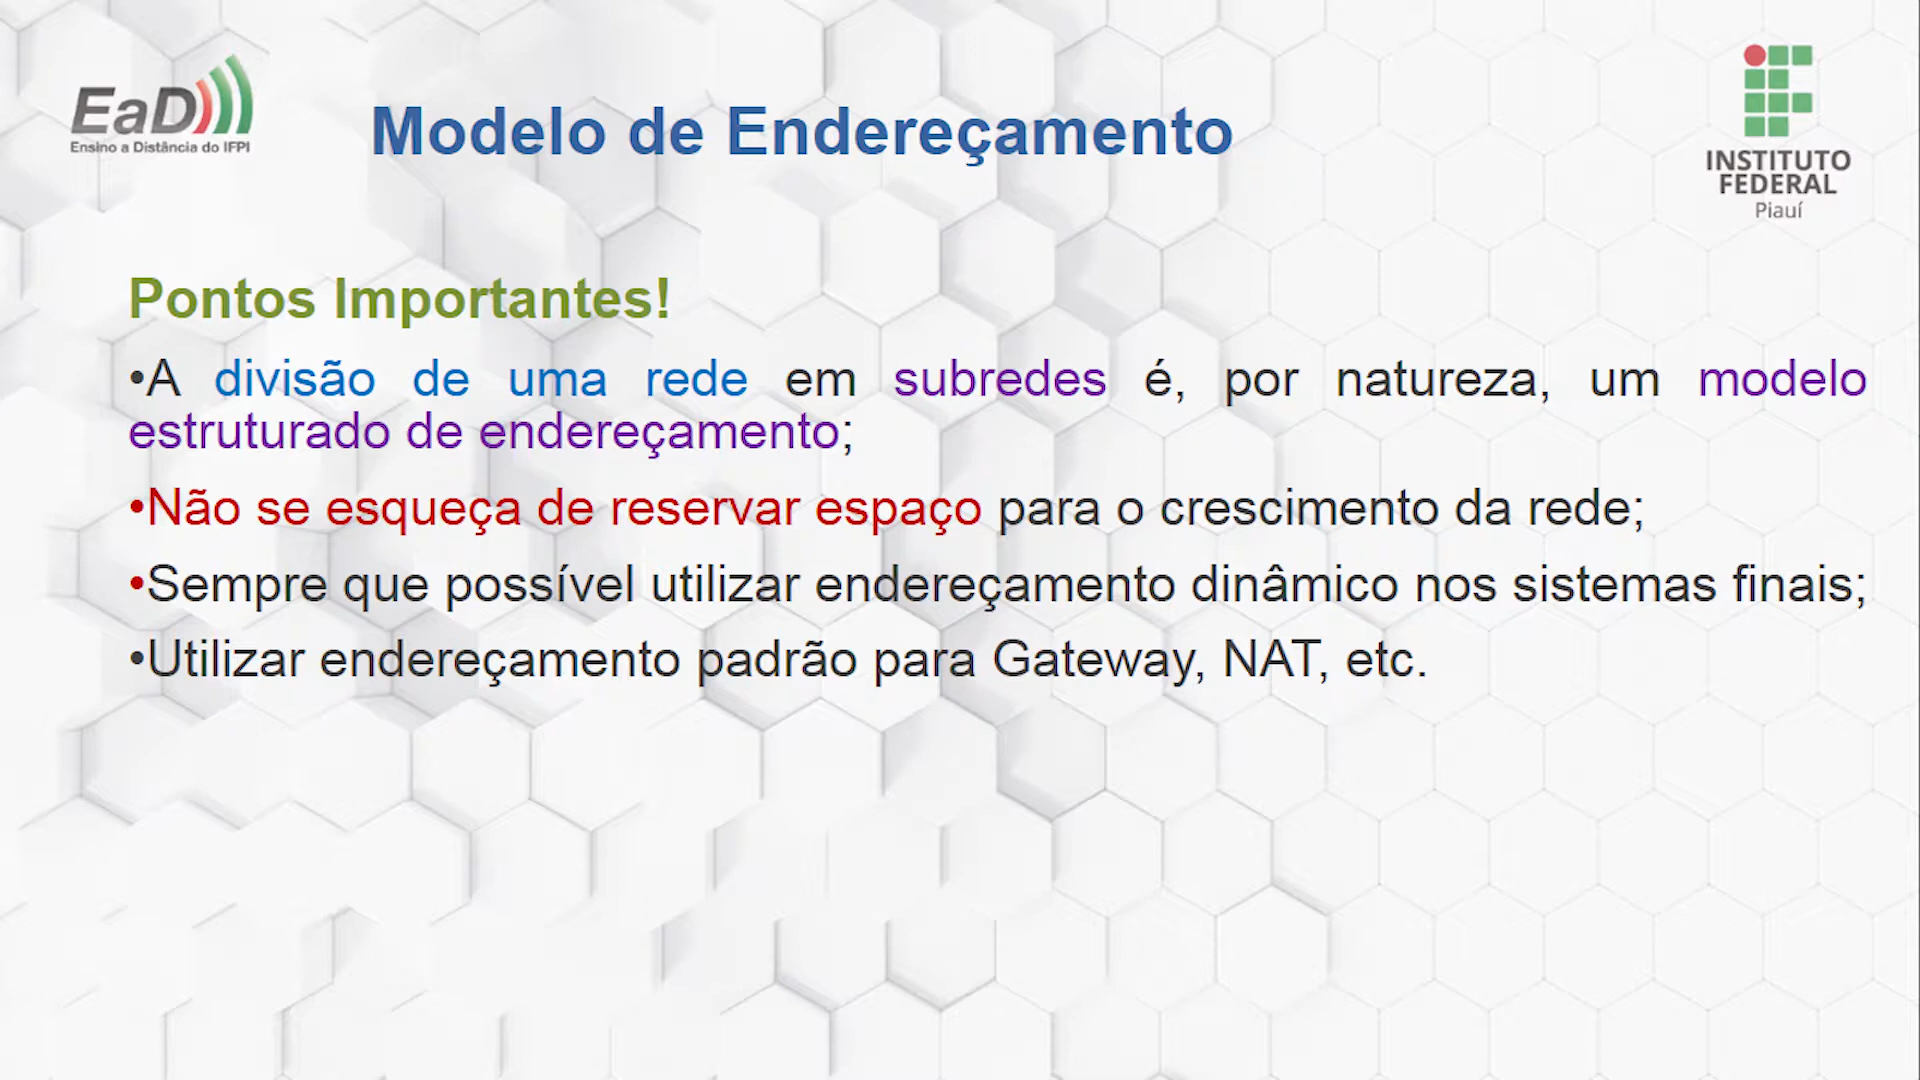 EaD
Ensino a Distância do IFPI
Modelo de Endereçamento
INSTITUTO
FEDERAL
Piauí
Pontos Importantes!
•A divisão de uma rede em subredes é, por natureza, um modelo
estruturado de endereçamento;
•Não se esqueça de reservar espaço para o crescimento da rede;
•Sempre que possível utilizar endereçamento dinâmico nos sistemas finais;
•Utilizar endereçamento padrão para Gateway, NAT, etc.